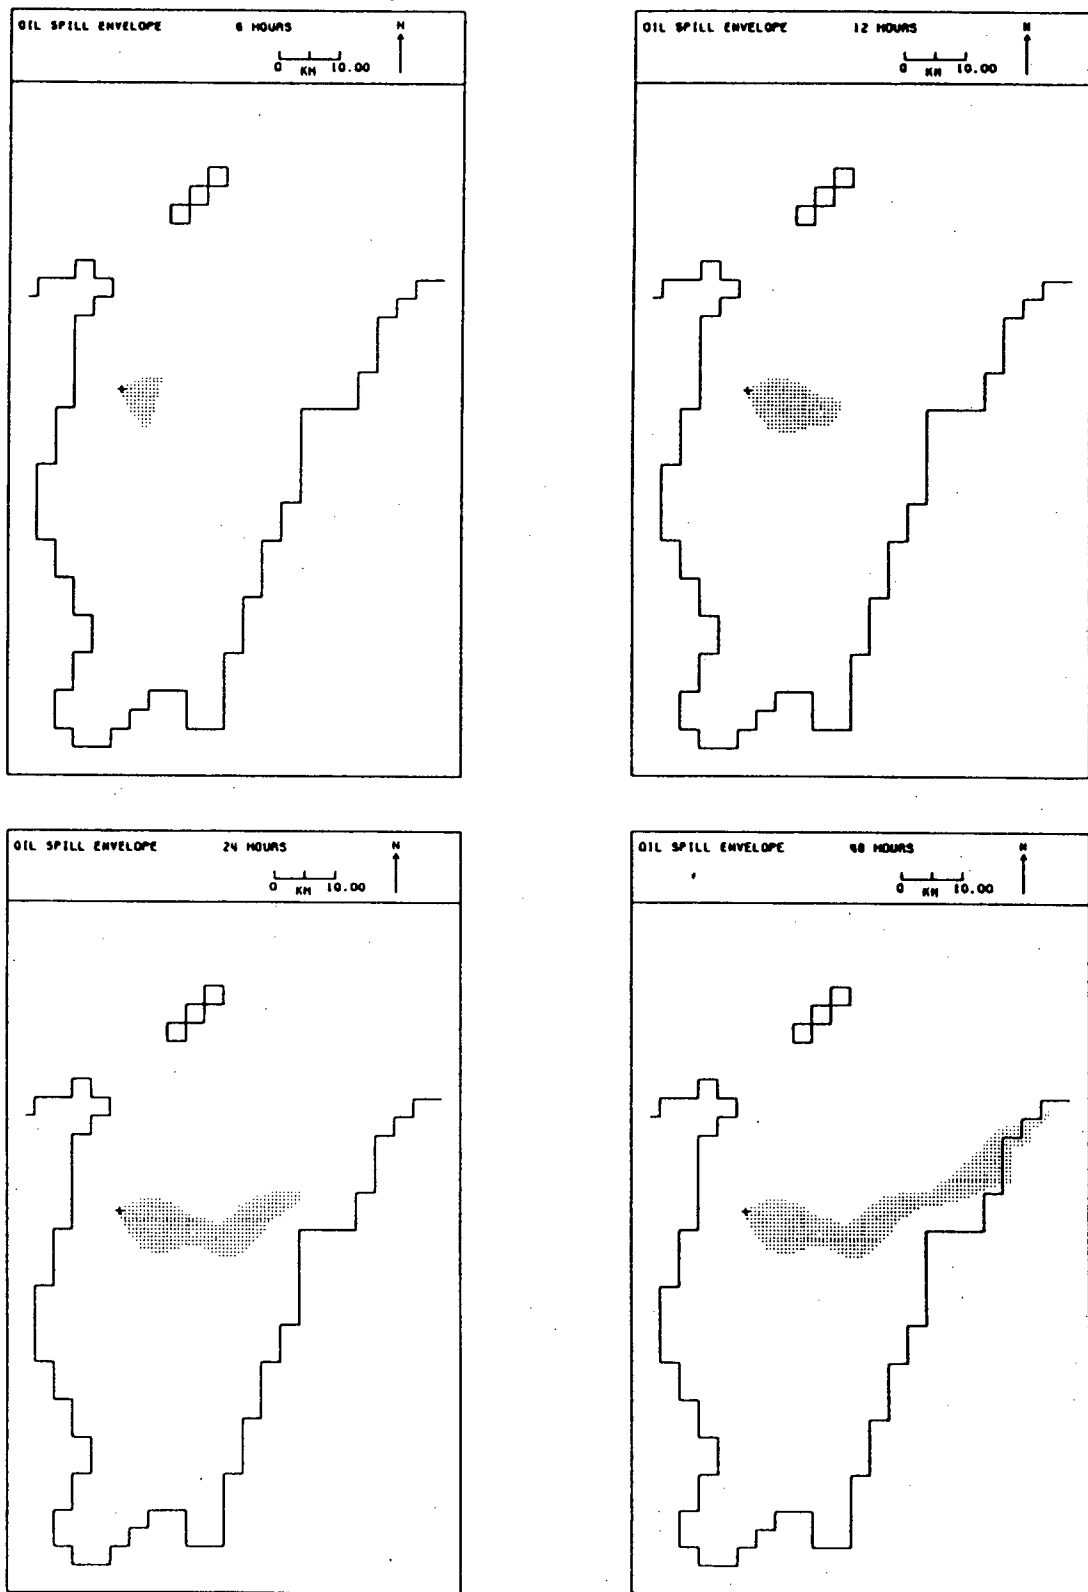 OIL SPILL ENVELOPE 6 HOURS N
0 KM 10.00
OIL SPILL ENVELOPE 12 HOURS N
0 KM 10.00
OIL SPILL ENVELOPE 24 HOURS N
0 KM 10.00
OIL SPILL ENVELOPE HOURS N
0 KM 10.00